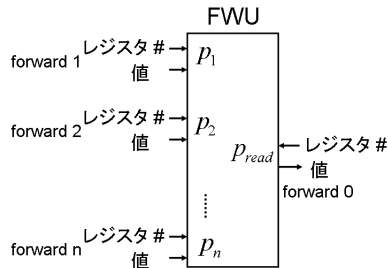 FWU
forward 1 レジスタ # p1
値
forward 2 レジスタ # p2
値
pread レジスタ #
値
forward 0
......
forward n レジスタ # pn
値